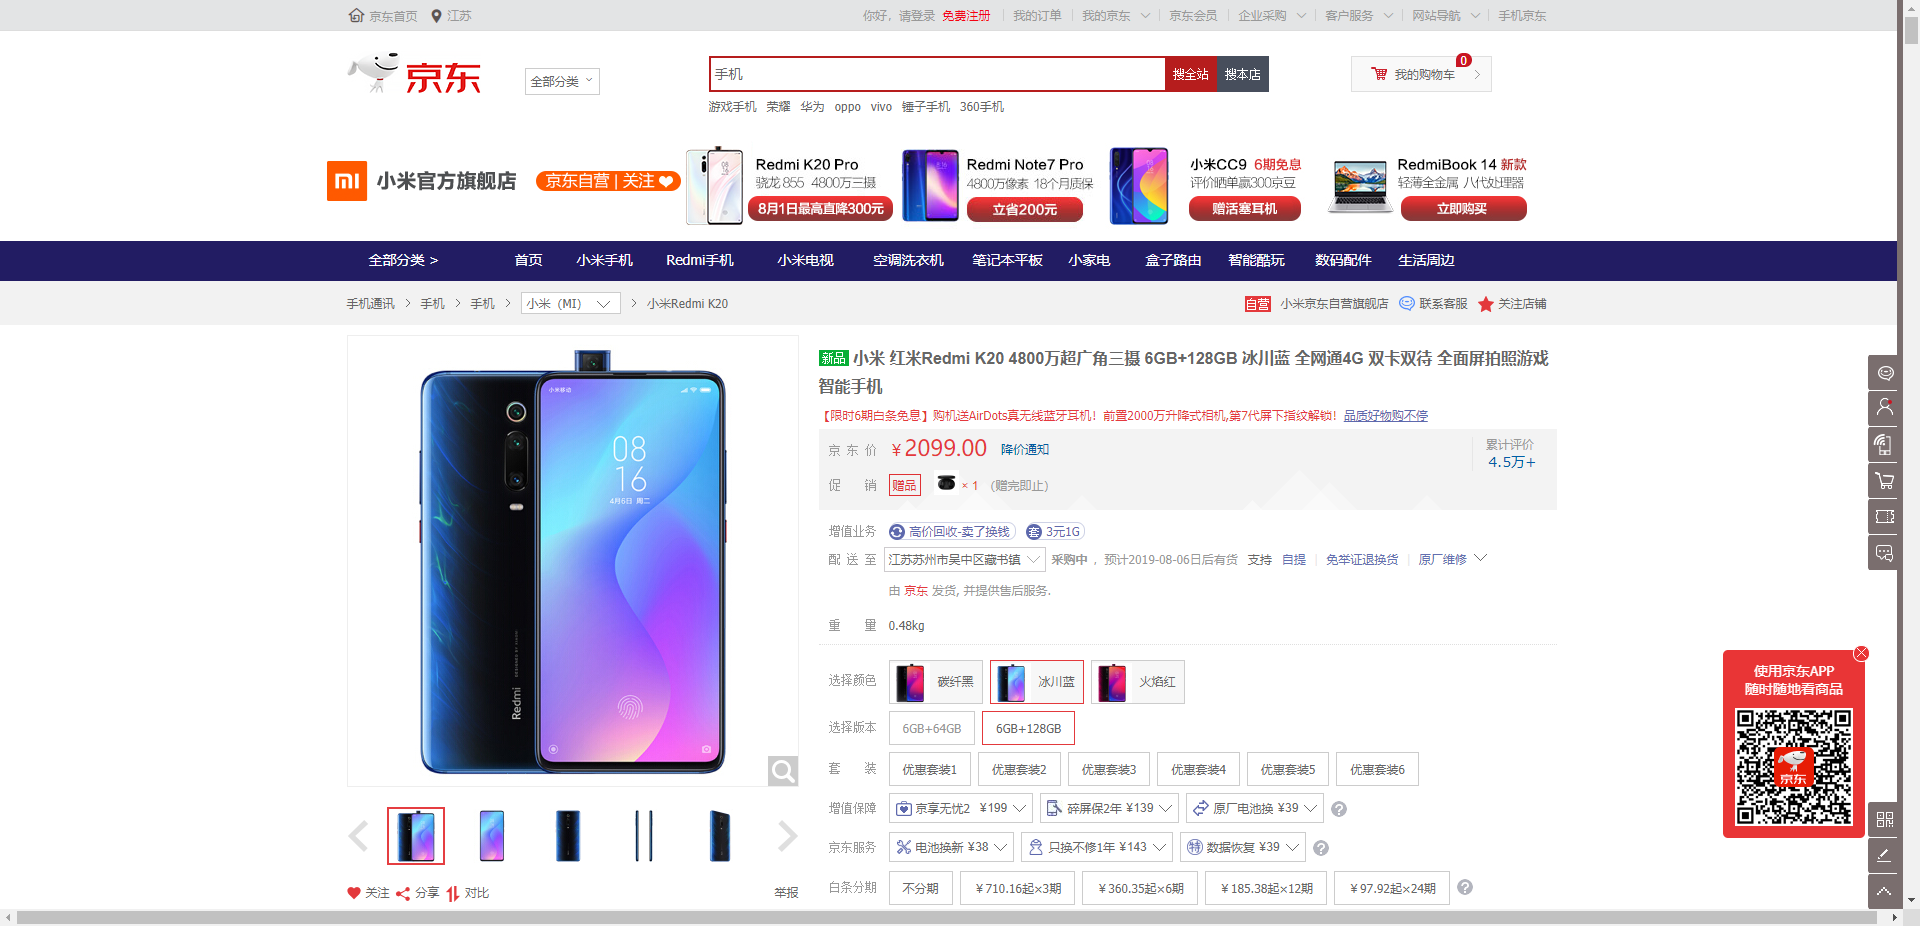 京东首页 江苏
你好，请登录 免费注册 我的订单 我的京东 京东会员 企业采购 客户服务 网站导航 手机京东
京东
全部分类
手机
搜全站 搜本店
0
我的购物车
游戏手机 荣耀 华为 oppo vivo 锤子手机 360手机
mi 小米官方旗舰店
京东自营 | 关注
Redmi K20 Pro
骁龙 855 4800万三摄
8月1日最高直降300元
Redmi Note7 Pro
4800万像素 18个月质保
立省200元
小米CC9 6期免息
评价晒单赢300京豆
赠活塞耳机
RedmiBook 14 新款
轻薄全金属 八代处理器
立即购买
全部分类 > 首页 小米手机 Redmi手机 小米电视 空调洗衣机 笔记本平板 小家电 盒子路由 智能酷玩 数码配件 生活周边
手机通讯 > 手机 > 手机 > 小米（MI） > 小米Redmi K20
自营 小米京东自营旗舰店 联系客服 关注店铺
小米移动
08
16
4月6日 周二
Redmi
新品 小米 红米Redmi K20 4800万超广角三摄 6GB+128GB 冰川蓝 全网通4G 双卡双待 全面屏拍照游戏
智能手机
【限时6期白条免息】购机送AirDots真无线蓝牙耳机！前置2000万升降式相机,第7代屏下指纹解锁！品质好物购不停
京东价 ￥2099.00 降价通知
累计评价
4.5万+
促销 赠品 × 1 （赠完即止）
增值业务 高价回收-卖了换钱 套 3元1G
配送至 江苏苏州市吴中区藏书镇 采购中，预计2019-08-06日后有货 支持 自提 免举证退换货 原厂维修
由 京东 发货, 并提供售后服务.
重量 0.48kg
选择颜色 碳纤黑 冰川蓝 火焰红
选择版本 6GB+64GB 6GB+128GB
套装 优惠套装1 优惠套装2 优惠套装3 优惠套装4 优惠套装5 优惠套装6
增值保障 京享无忧2 ¥199 碎屏保2年 ¥139 原厂电池换 ¥39 ?
京东服务 电池换新 ¥38 只换不修1年 ¥143 特 数据恢复 ¥39 ?
白条分期 不分期 ￥710.16起×3期 ￥360.35起×6期 ￥185.38起×12期 ￥97.92起×24期 ?
关注 分享 对比 举报
使用京东APP
随时随地看商品
京东